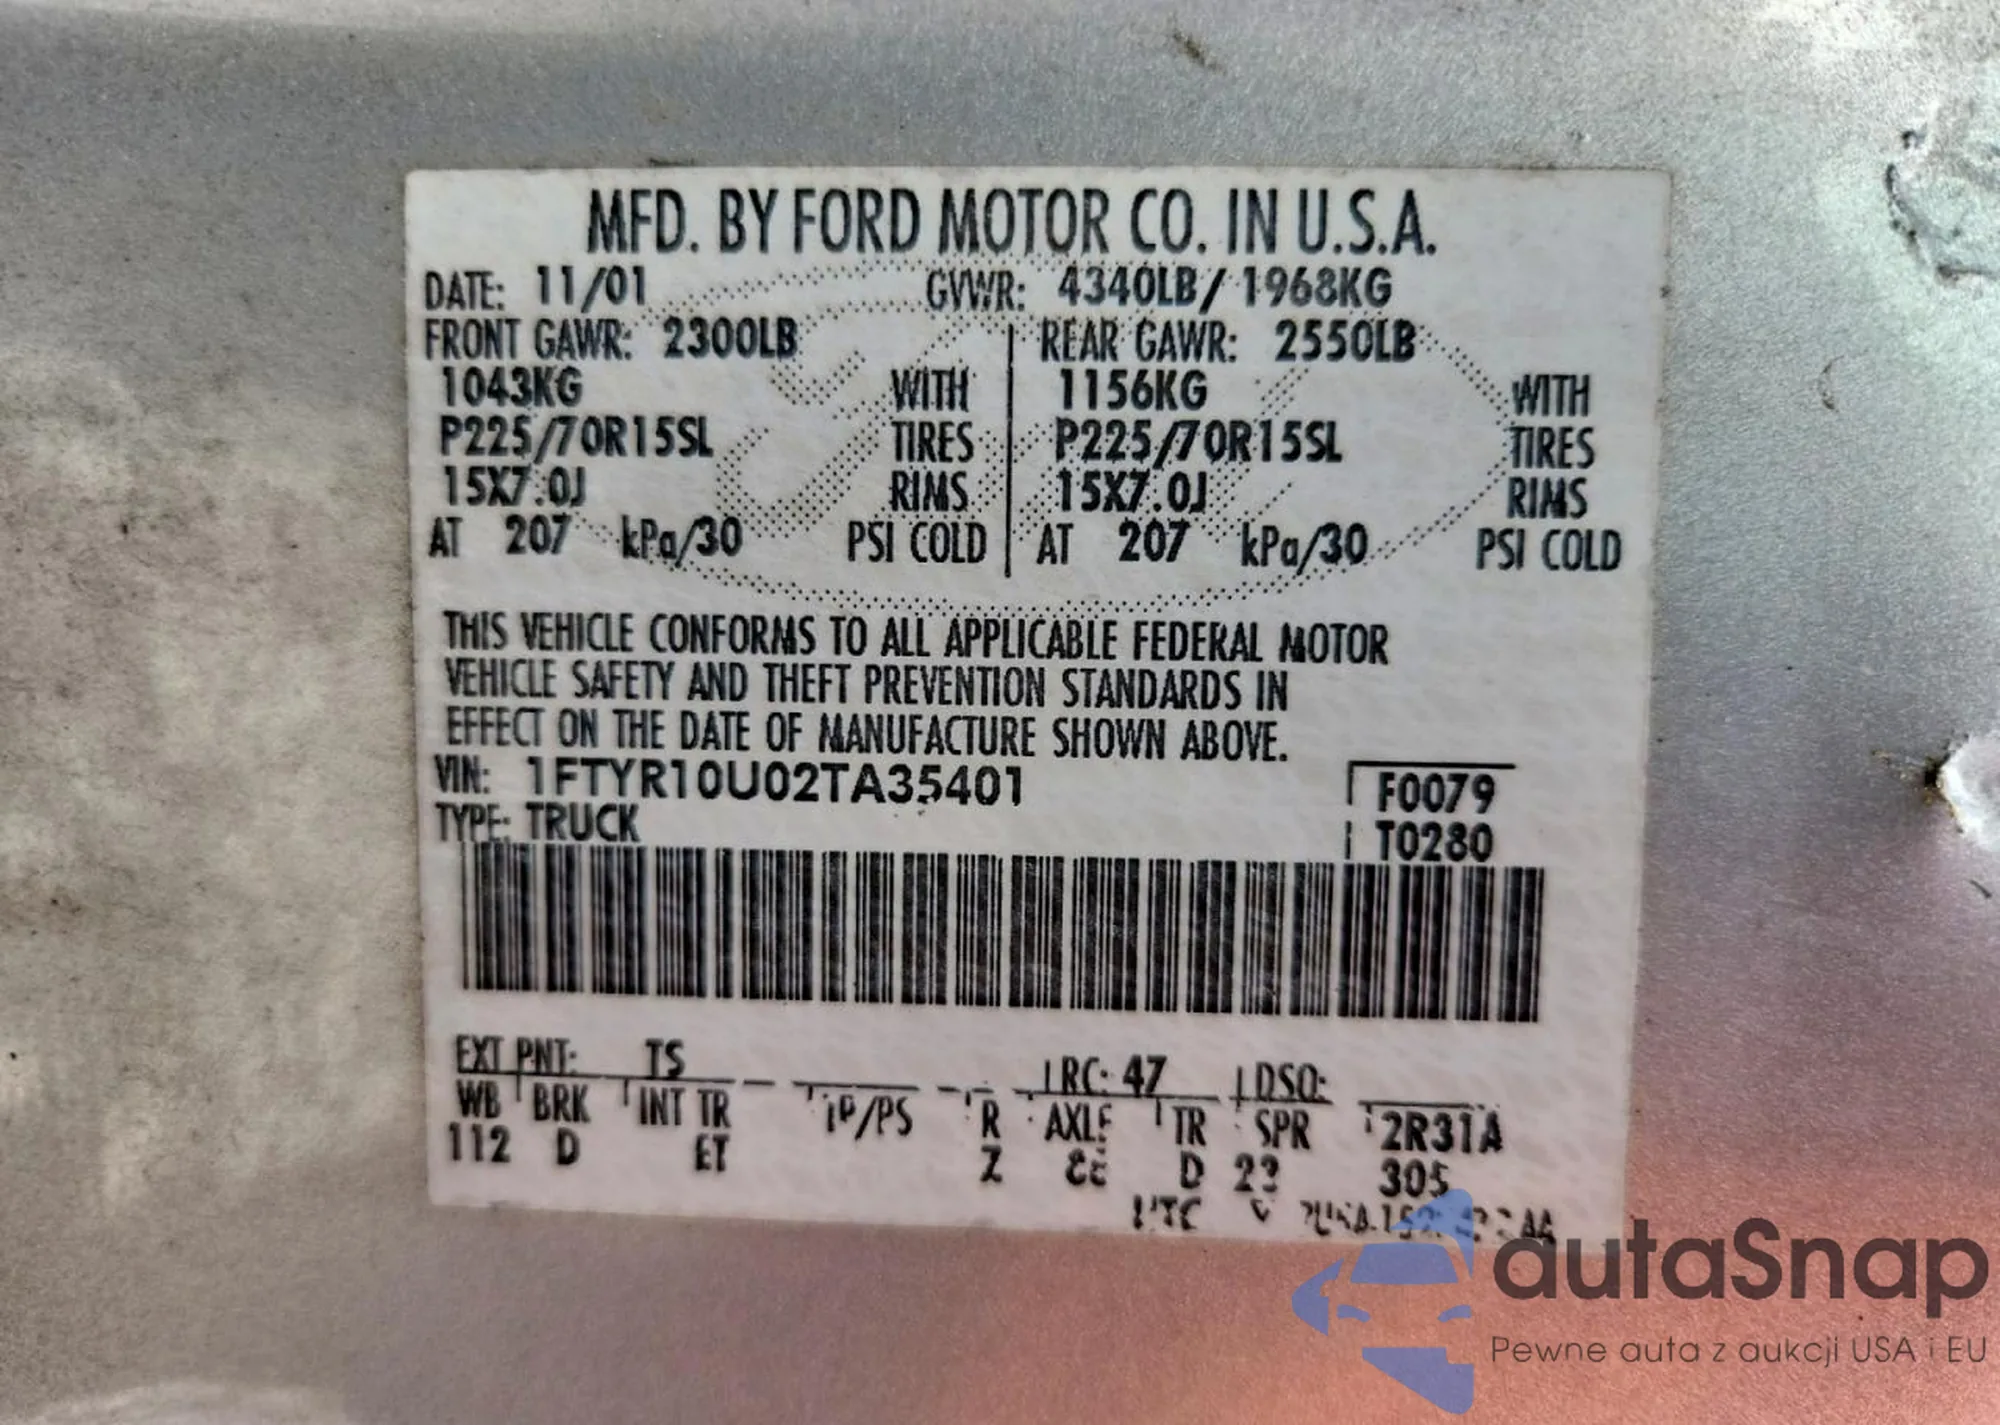 MFD. BY FORD MOTOR CO. IN U.S.A.
DATE: 11/01 GVWR: 4340LB/ 1968KG
FRONT GAWR: 2300LB REAR GAWR: 2550LB
1043KG WITH 1156KG WITH
P225/70R15SL TIRES P225/70R15SL TIRES
15X7.0J RIMS 15X7.0J RIMS
AT 207 kPa/30 PSI COLD AT 207 kPa/30 PSI COLD
THIS VEHICLE CONFORMS TO ALL APPLICABLE FEDERAL MOTOR
VEHICLE SAFETY AND THEFT PREVENTION STANDARDS IN
EFFECT ON THE DATE OF MANUFACTURE SHOWN ABOVE.
VIN: 1FTYR10U02TA35401 F0079
TYPE: TRUCK T0280
EXT PNT: TS RC: 47 DSO:
WB BRK INT TR TP/PS R AXLE TR SPR 2R31A
112 D ET Z D 305
autaSnap
Pewne auta z aukcji USA i EU